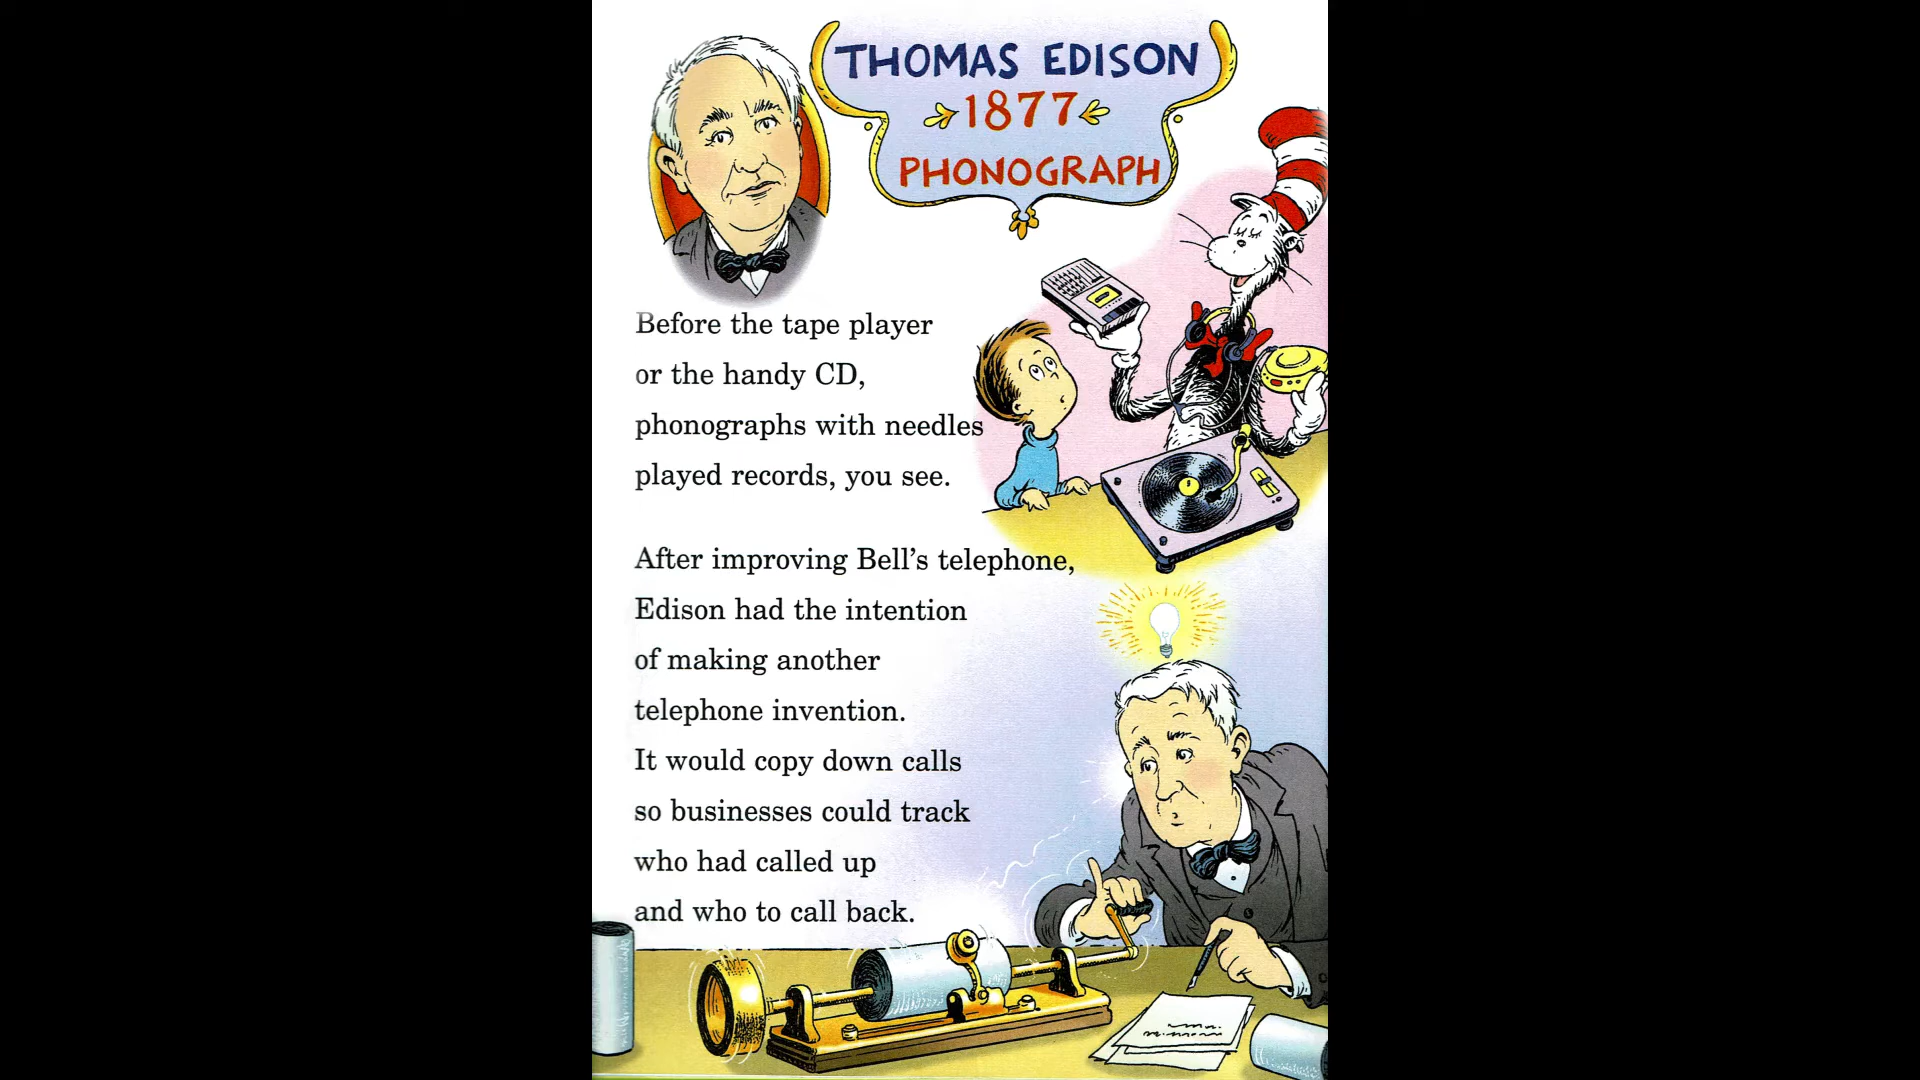 THOMAS EDISON
1877
PHONOGRAPH
Before the tape player
or the handy CD,
phonographs with needles
played records, you see.
After improving Bell's telephone,
Edison had the intention
of making another
telephone invention.
It would copy down calls
so businesses could track
who had called up
and who to call back.